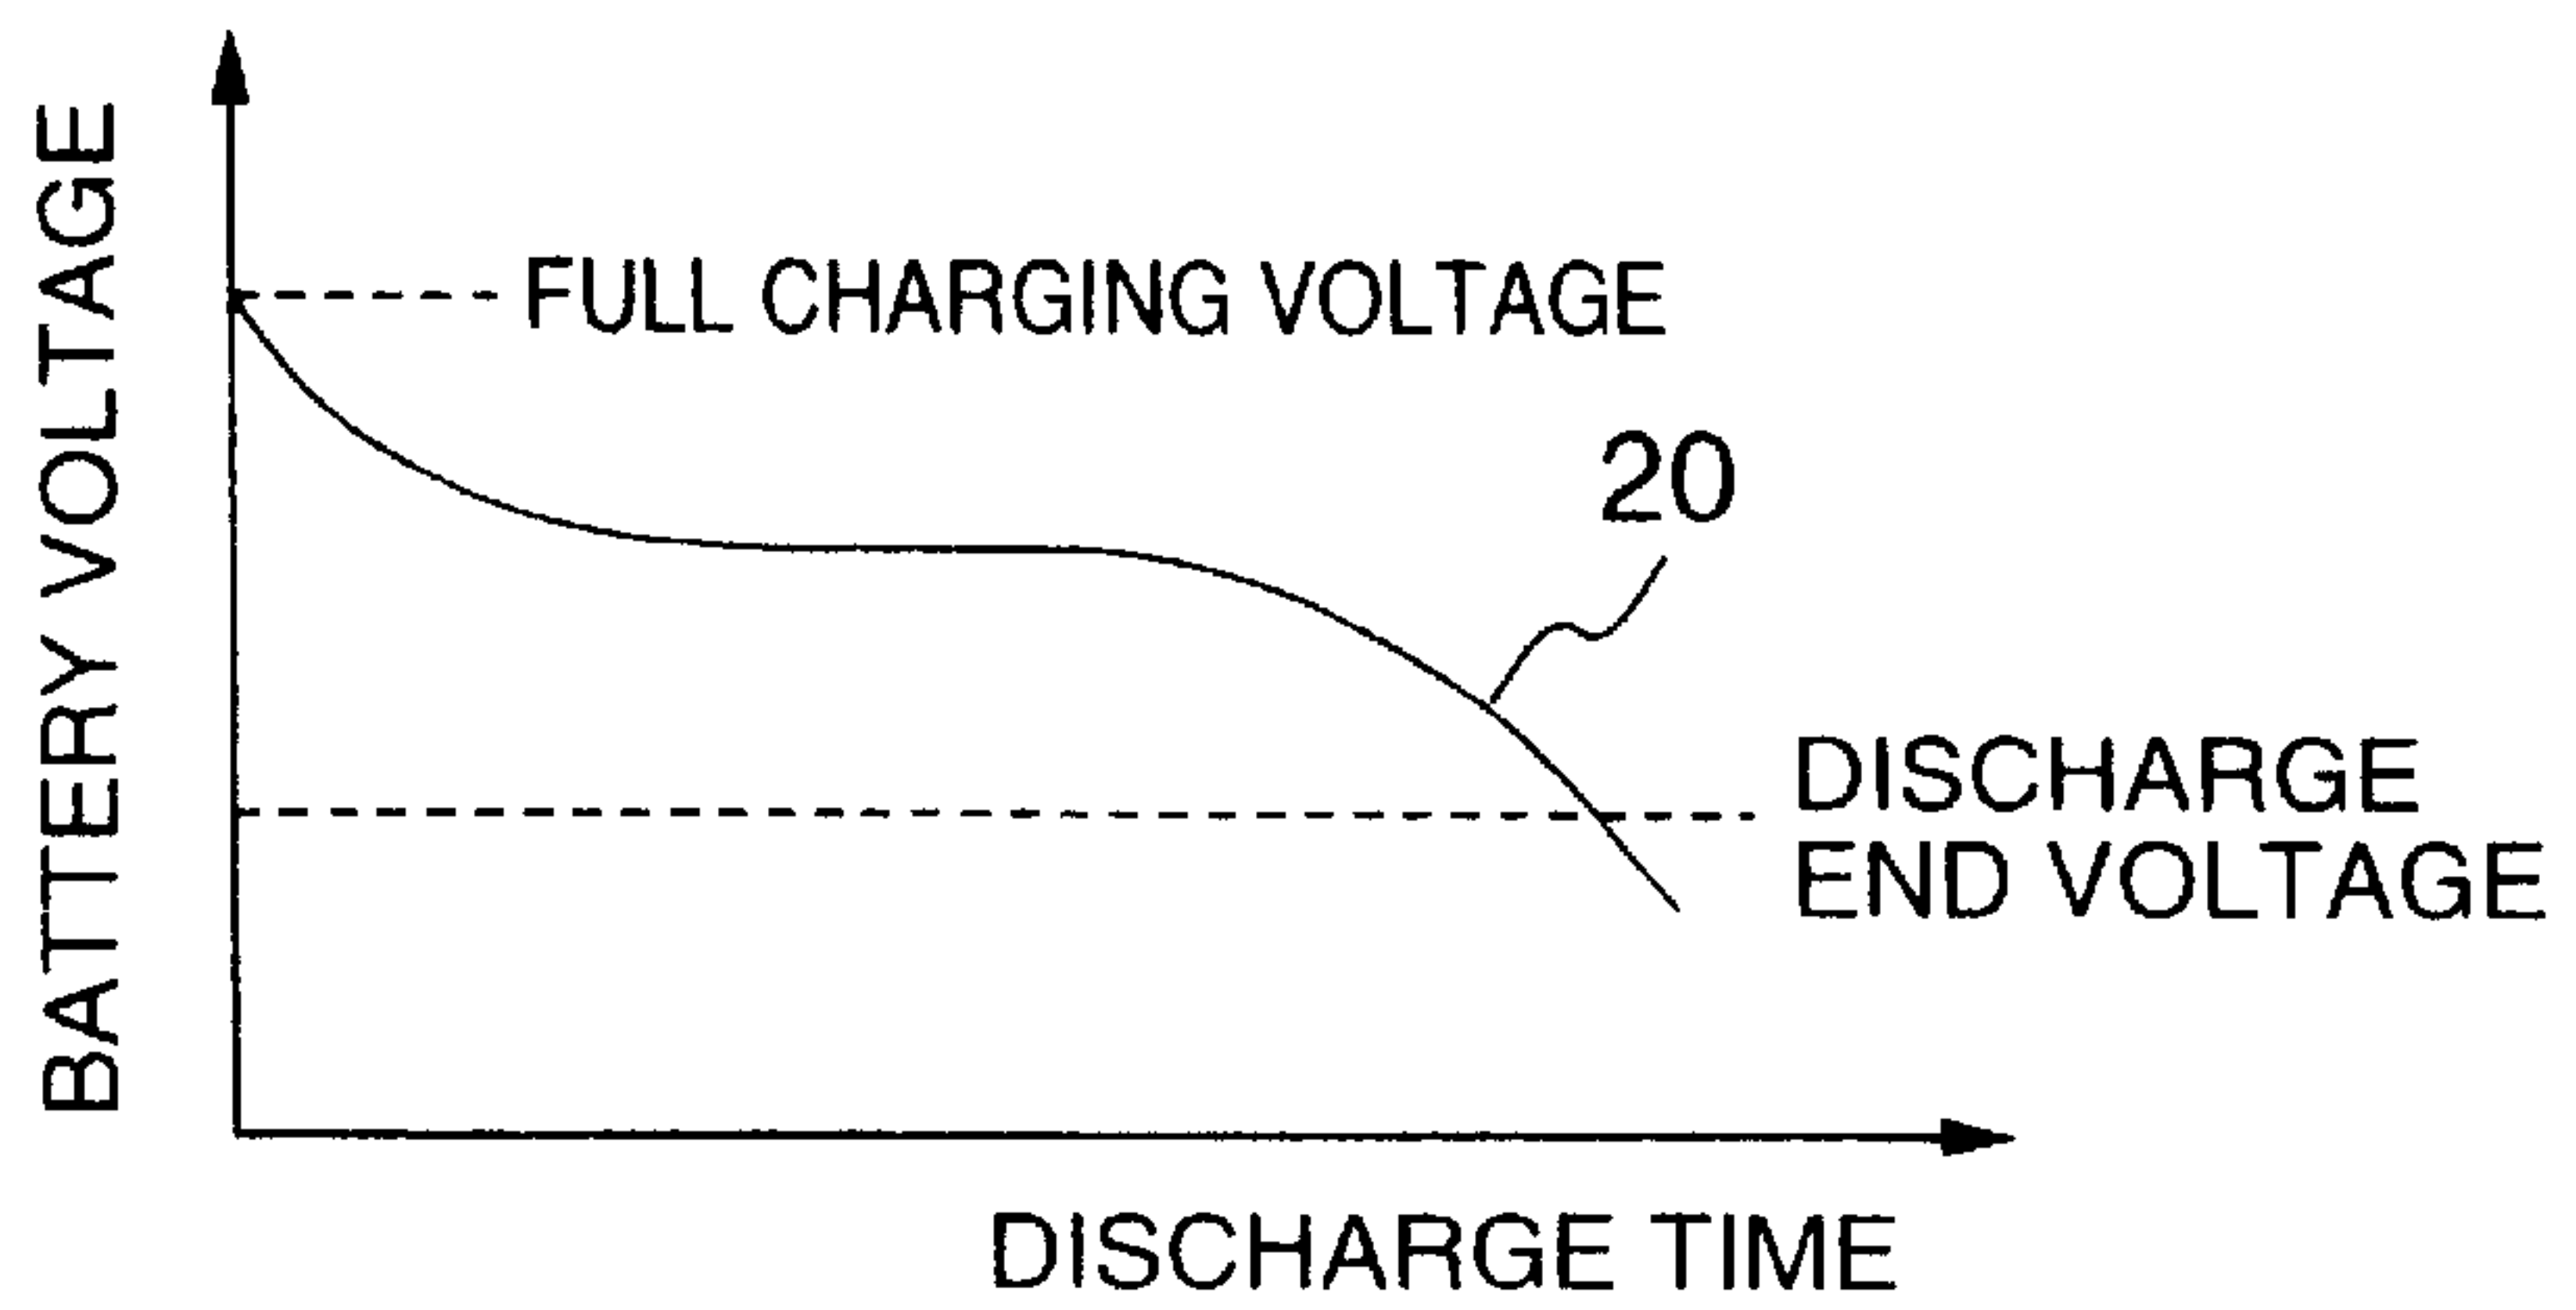 BATTERY VOLTAGE
FULL CHARGING VOLTAGE
20
DISCHARGE
END VOLTAGE
DISCHARGE TIME